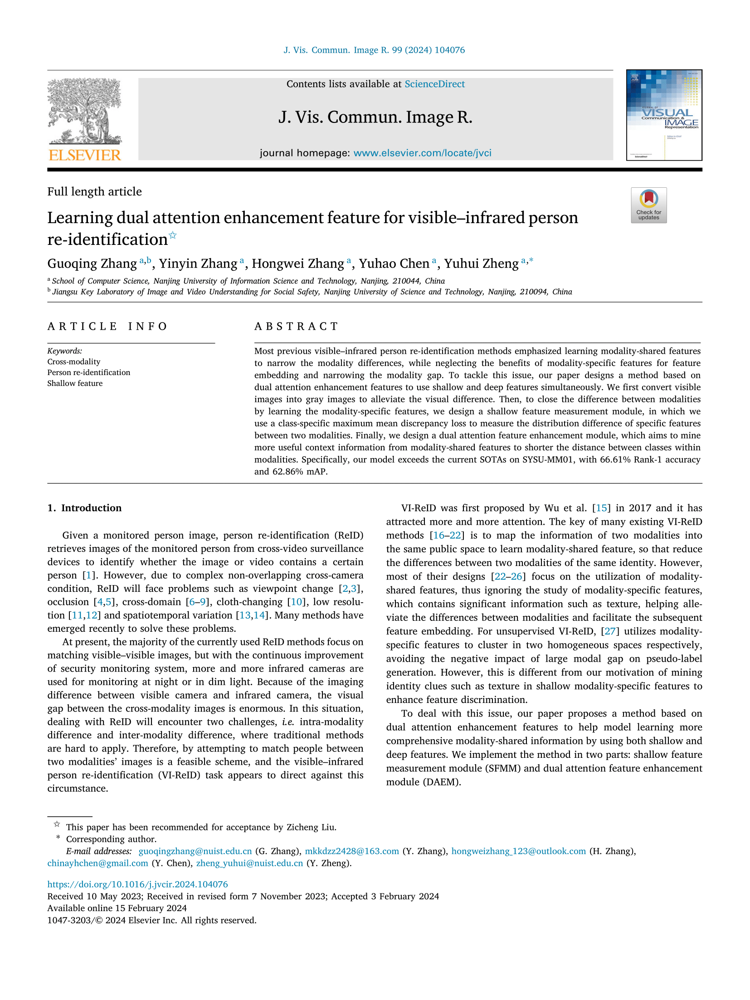 J. Vis. Commun. Image R. 99 (2024) 104076
Contents lists available at ScienceDirect
J. Vis. Commun. Image R.
journal homepage: www.elsevier.com/locate/jvci
ELSEVIER
JOURNAL OF
VISUAL
Communication &
IMAGE
Representation
Editor-in-Chief
ScienceDirect
Full length article
Check for
updates
Learning dual attention enhancement feature for visible–infrared person
re-identification☆
Guoqing Zhang a,b, Yinyin Zhang a, Hongwei Zhang a, Yuhao Chen a, Yuhui Zheng a,*
a School of Computer Science, Nanjing University of Information Science and Technology, Nanjing, 210044, China
b Jiangsu Key Laboratory of Image and Video Understanding for Social Safety, Nanjing University of Science and Technology, Nanjing, 210094, China
ARTICLE INFO
Keywords:
Cross-modality
Person re-identification
Shallow feature
ABSTRACT
Most previous visible–infrared person re-identification methods emphasized learning modality-shared features
to narrow the modality differences, while neglecting the benefits of modality-specific features for feature
embedding and narrowing the modality gap. To tackle this issue, our paper designs a method based on
dual attention enhancement features to use shallow and deep features simultaneously. We first convert visible
images into gray images to alleviate the visual difference. Then, to close the difference between modalities
by learning the modality-specific features, we design a shallow feature measurement module, in which we
use a class-specific maximum mean discrepancy loss to measure the distribution difference of specific features
between two modalities. Finally, we design a dual attention feature enhancement module, which aims to mine
more useful context information from modality-shared features to shorter the distance between classes within
modalities. Specifically, our model exceeds the current SOTAs on SYSU-MM01, with 66.61% Rank-1 accuracy
and 62.86% mAP.
1. Introduction
Given a monitored person image, person re-identification (ReID)
retrieves images of the monitored person from cross-video surveillance
devices to identify whether the image or video contains a certain
person [1]. However, due to complex non-overlapping cross-camera
condition, ReID will face problems such as viewpoint change [2,3],
occlusion [4,5], cross-domain [6–9], cloth-changing [10], low resolu-
tion [11,12] and spatiotemporal variation [13,14]. Many methods have
emerged recently to solve these problems.
At present, the majority of the currently used ReID methods focus on
matching visible–visible images, but with the continuous improvement
of security monitoring system, more and more infrared cameras are
used for monitoring at night or in dim light. Because of the imaging
difference between visible camera and infrared camera, the visual
gap between the cross-modality images is enormous. In this situation,
dealing with ReID will encounter two challenges, i.e. intra-modality
difference and inter-modality difference, where traditional methods
are hard to apply. Therefore, by attempting to match people between
two modalities’ images is a feasible scheme, and the visible–infrared
person re-identification (VI-ReID) task appears to direct against this
circumstance.
VI-ReID was first proposed by Wu et al. [15] in 2017 and it has
attracted more and more attention. The key of many existing VI-ReID
methods [16–22] is to map the information of two modalities into
the same public space to learn modality-shared feature, so that reduce
the differences between two modalities of the same identity. However,
most of their designs [22–26] focus on the utilization of modality-
shared features, thus ignoring the study of modality-specific features,
which contains significant information such as texture, helping alle-
viate the differences between modalities and facilitate the subsequent
feature embedding. For unsupervised VI-ReID, [27] utilizes modality-
specific features to cluster in two homogeneous spaces respectively,
avoiding the negative impact of large modal gap on pseudo-label
generation. However, this is different from our motivation of mining
identity clues such as texture in shallow modality-specific features to
enhance feature discrimination.
To deal with this issue, our paper proposes a method based on
dual attention enhancement features to help model learning more
comprehensive modality-shared information by using both shallow and
deep features. We implement the method in two parts: shallow feature
measurement module (SFMM) and dual attention feature enhancement
module (DAEM).
☆ This paper has been recommended for acceptance by Zicheng Liu.
* Corresponding author.
E-mail addresses: guoqingzhang@nuist.edu.cn (G. Zhang), mkkdzz2428@163.com (Y. Zhang), hongweizhang_123@outlook.com (H. Zhang),
chinayhchen@gmail.com (Y. Chen), zheng_yuhui@nuist.edu.cn (Y. Zheng).
https://doi.org/10.1016/j.jvcir.2024.104076
Received 10 May 2023; Received in revised form 7 November 2023; Accepted 3 February 2024
Available online 15 February 2024
1047-3203/© 2024 Elsevier Inc. All rights reserved.